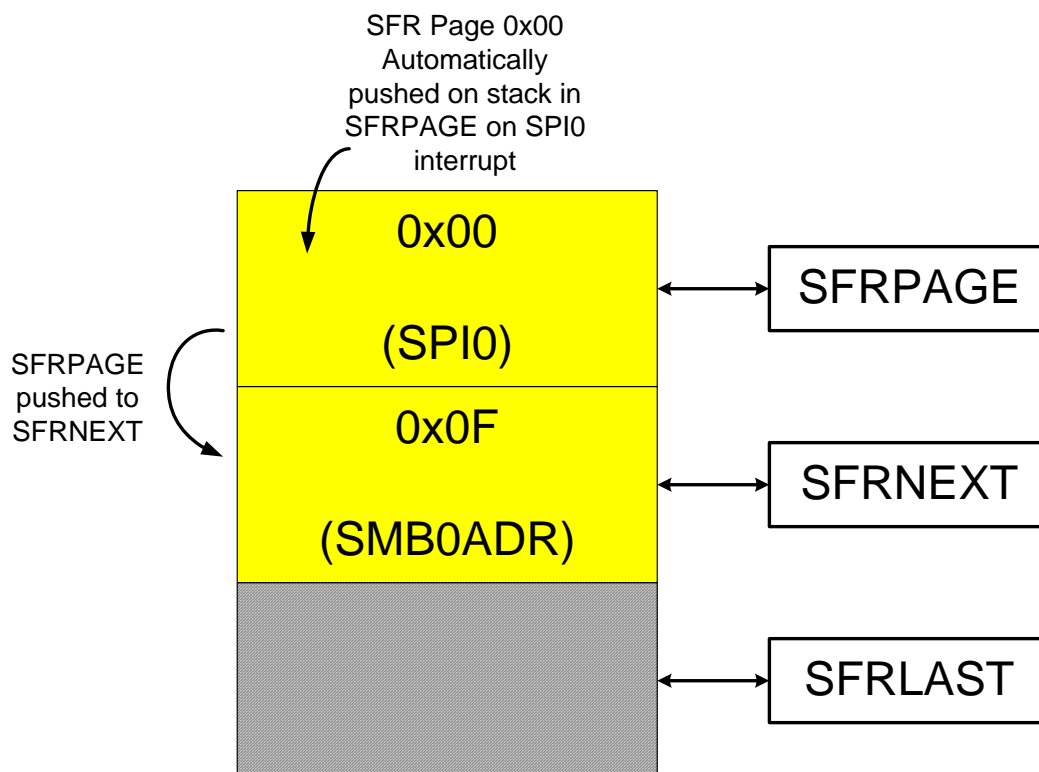 SFR Page 0x00
Automatically
pushed on stack in
SFRPAGE on SPI0
interrupt
0x00
SFRPAGE
(SPI0)
SFRPAGE
pushed to
SFRNEXT
0x0F
SFRNEXT
(SMB0ADR)
SFRLAST